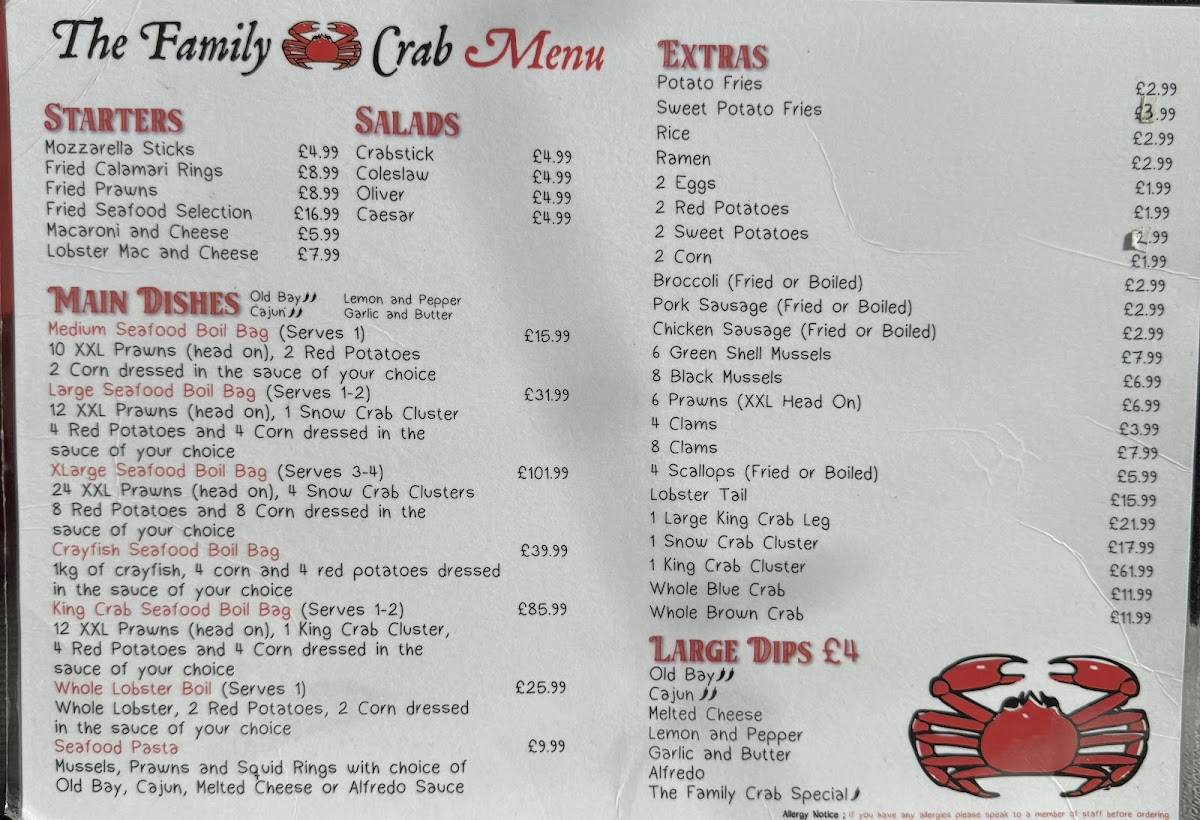 The Family Crab Menu
STARTERS
Mozzarella Sticks £4.99
Fried Calamari Rings £8.99
Fried Prawns £8.99
Fried Seafood Selection £16.99
Macaroni and Cheese £5.99
Lobster Mac and Cheese £7.99
SALADS
Crabstick £4.99
Coleslaw £4.99
Oliver £4.99
Caesar £4.99
MAIN DISHES
Old Bay Lemon and Pepper
Cajun Garlic and Butter
Medium Seafood Boil Bag (Serves 1) £15.99
10 XXL Prawns (head on), 2 Red Potatoes
2 Corn dressed in the sauce of your choice
Large Seafood Boil Bag (Serves 1-2) £31.99
12 XXL Prawns (head on), 1 Snow Crab Cluster
4 Red Potatoes and 4 Corn dressed in the
sauce of your choice
XLarge Seafood Boil Bag (Serves 3-4) £101.99
24 XXL Prawns (head on), 4 Snow Crab Clusters
8 Red Potatoes and 8 Corn dressed in the
sauce of your choice
Crayfish Seafood Boil Bag £39.99
1kg of crayfish, 4 corn and 4 red potatoes dressed
in the sauce of your choice
King Crab Seafood Boil Bag (Serves 1-2) £85.99
12 XXL Prawns (head on), 1 King Crab Cluster,
4 Red Potatoes and 4 Corn dressed in the
sauce of your choice
Whole Lobster Boil (Serves 1) £25.99
Whole Lobster, 2 Red Potatoes, 2 Corn dressed
in the sauce of your choice
Seafood Pasta £9.99
Mussels, Prawns and Squid Rings with choice of
Old Bay, Cajun, Melted Cheese or Alfredo Sauce
EXTRAS
Potato Fries £2.99
Sweet Potato Fries £3.99
Rice £2.99
Ramen £2.99
2 Eggs £1.99
2 Red Potatoes £1.99
2 Sweet Potatoes 2.99
2 Corn £1.99
Broccoli (Fried or Boiled) £2.99
Pork Sausage (Fried or Boiled) £2.99
Chicken Sausage (Fried or Boiled) £2.99
6 Green Shell Mussels £7.99
8 Black Mussels £6.99
6 Prawns (XXL Head On) £6.99
4 Clams £3.99
8 Clams £7.99
4 Scallops (Fried or Boiled) £5.99
Lobster Tail £15.99
1 Large King Crab Leg £21.99
1 Snow Crab Cluster £17.99
1 King Crab Cluster £61.99
Whole Blue Crab £11.99
Whole Brown Crab £11.99
LARGE DIPS £4
Old Bay
Cajun
Melted Cheese
Lemon and Pepper
Garlic and Butter
Alfredo
The Family Crab Special
Allergy Notice ; if you have any allergies please speak to a member of staff before ordering